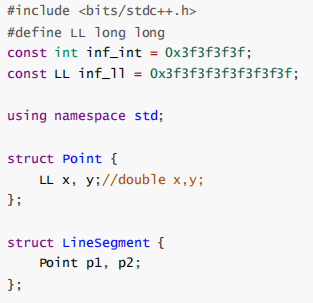 #include <bits/stdc++.h>
#define LL long long
const int inf_int = 0x3f3f3f3f;
const LL inf_ll = 0x3f3f3f3f3f3f3f3f;
using namespace std;
struct Point {
    LL x, y;//double x,y;
};
struct LineSegment {
    Point p1, p2;
};